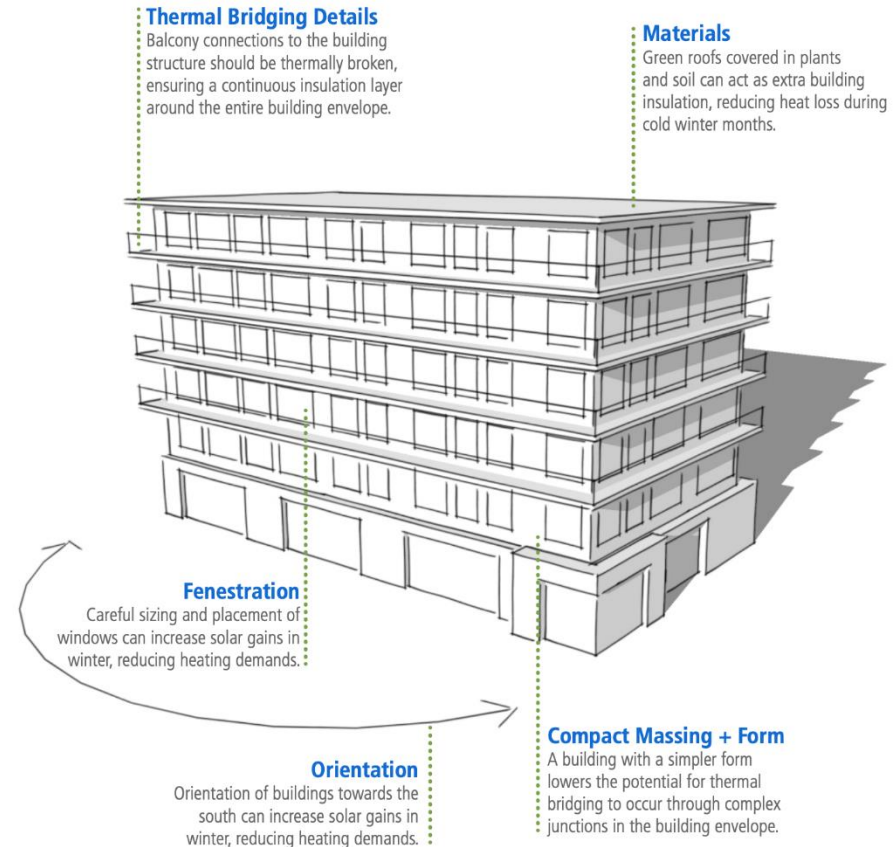 Thermal Bridging Details
Balcony connections to the building
structure should be thermally broken,
ensuring a continuous insulation layer
around the entire building envelope.
Materials
Green roofs covered in plants
and soil can act as extra building
insulation, reducing heat loss during
cold winter months.
Fenestration
Careful sizing and placement of
windows can increase solar gains in
winter, reducing heating demands.
Orientation
Orientation of buildings towards the
south can increase solar gains in
winter, reducing heating demands.
Compact Massing + Form
A building with a simpler form
lowers the potential for thermal
bridging to occur through complex
junctions in the building envelope.